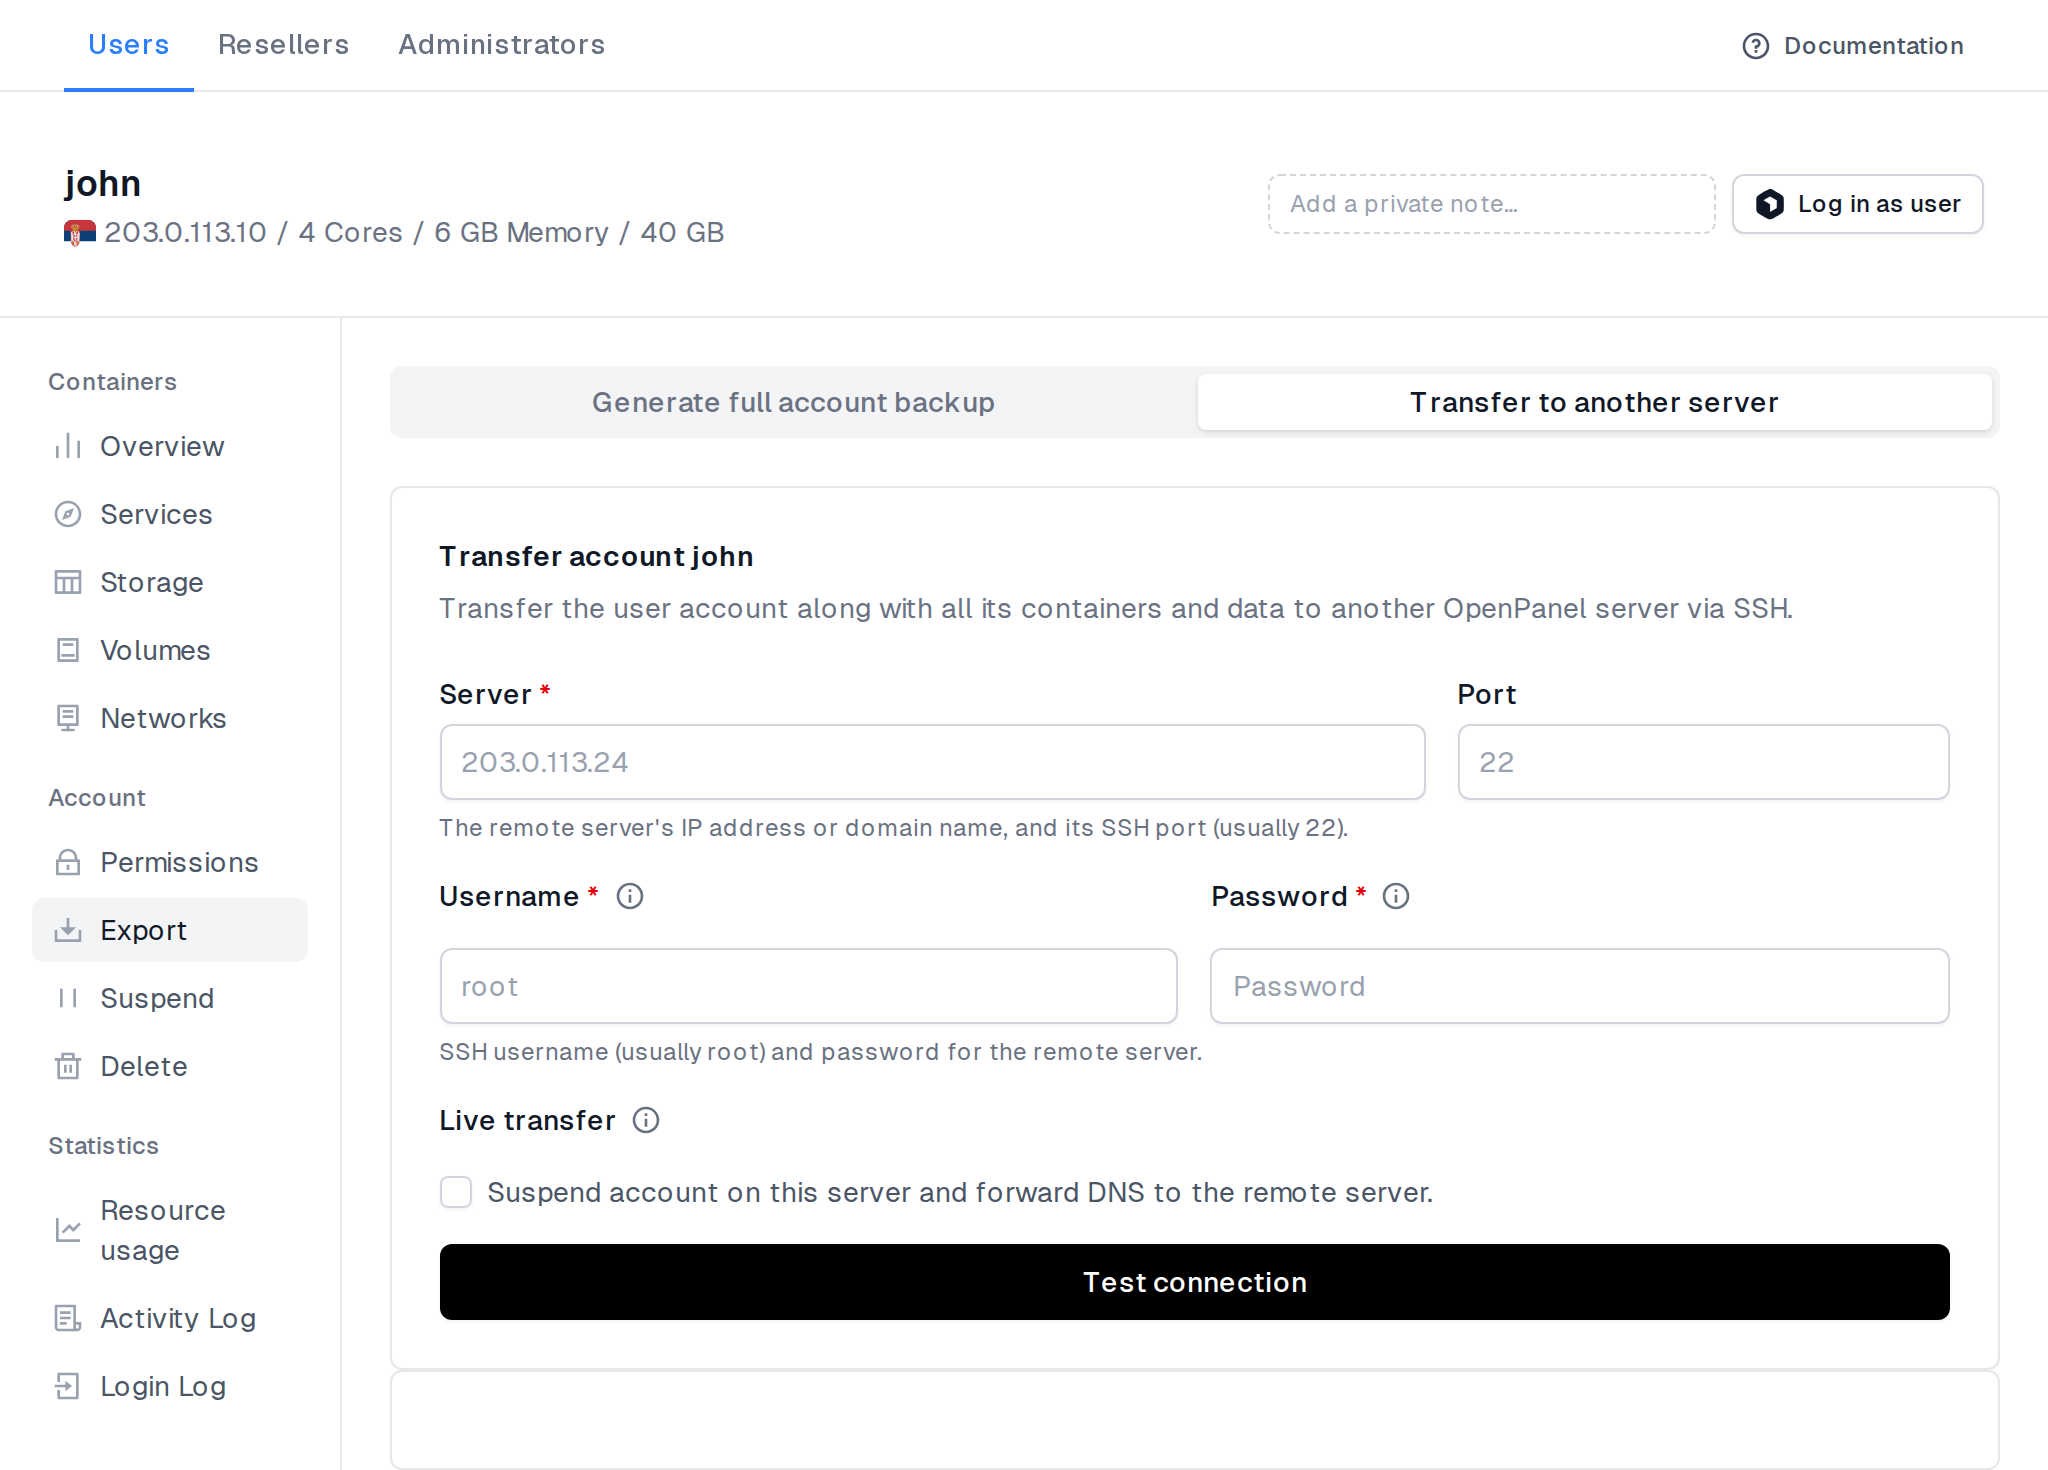 Users
Resellers
Administrators
Documentation
john
203.0.113.10 / 4 Cores / 6 GB Memory / 40 GB
Add a private note...
Log in as user
Containers
Overview
Services
Storage
Volumes
Networks
Account
Permissions
Export
Suspend
Delete
Statistics
Resource
usage
Activity Log
Login Log
Generate full account backup
Transfer to another server
Transfer account john
Transfer the user account along with all its containers and data to another OpenPanel server via SSH.
Server *
Port
203.0.113.24
22
The remote server's IP address or domain name, and its SSH port (usually 22).
Username *
Password *
root
Password
SSH username (usually root) and password for the remote server.
Live transfer
Suspend account on this server and forward DNS to the remote server.
Test connection